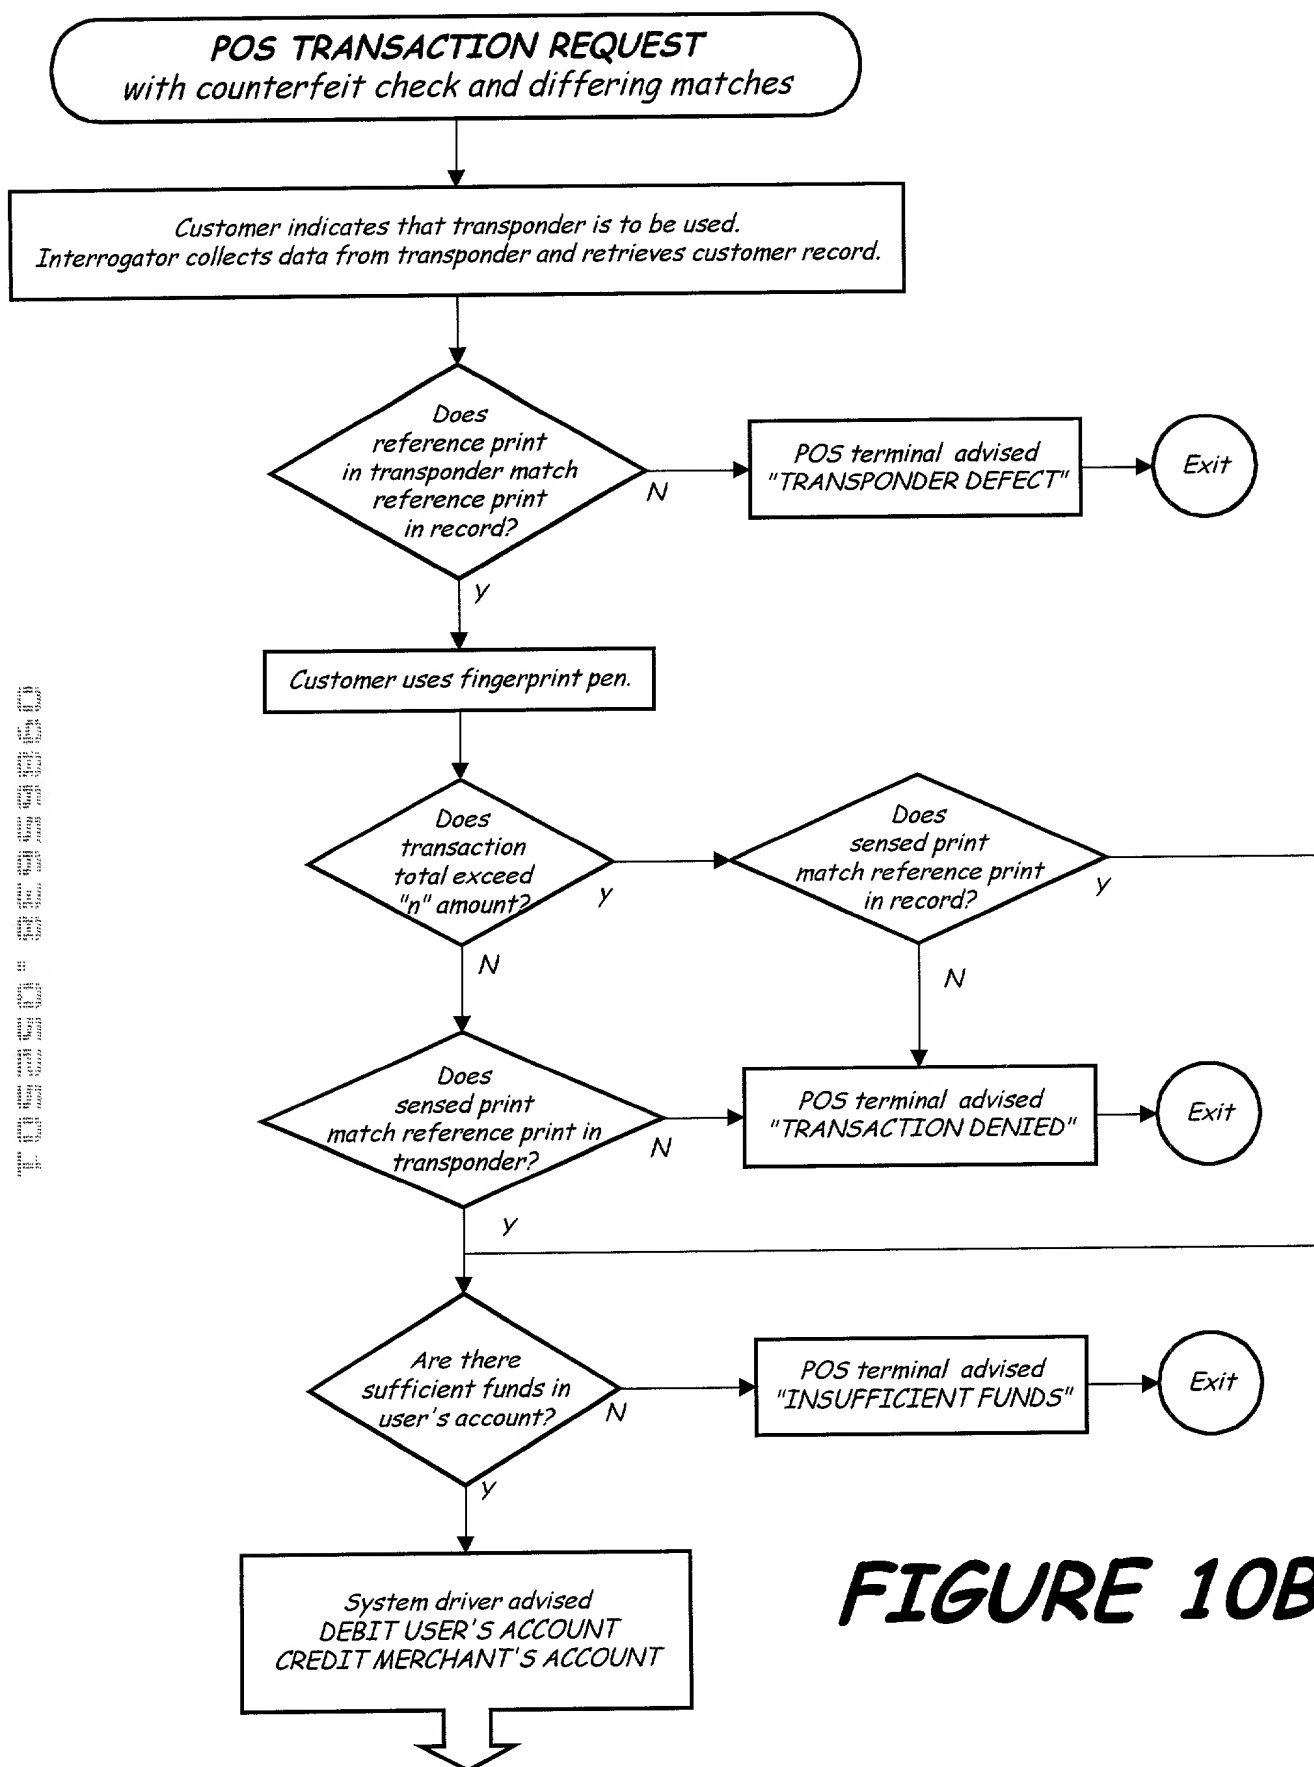 POS TRANSACTION REQUEST
with counterfeit check and differing matches
Customer indicates that transponder is to be used.
Interrogator collects data from transponder and retrieves customer record.
Does
reference print
in transponder match
reference print
in record?
N
POS terminal advised
"TRANSPONDER DEFECT"
Exit
Y
Customer uses fingerprint pen.
Does
transaction
total exceed
"n" amount?
Y
Does
sensed print
match reference print
in record?
Y
N
N
Does
sensed print
match reference print in
transponder?
N
POS terminal advised
"TRANSACTION DENIED"
Exit
Y
Are there
sufficient funds in
user's account?
N
POS terminal advised
"INSUFFICIENT FUNDS"
Exit
Y
System driver advised
DEBIT USER'S ACCOUNT
CREDIT MERCHANT'S ACCOUNT
FIGURE 10B